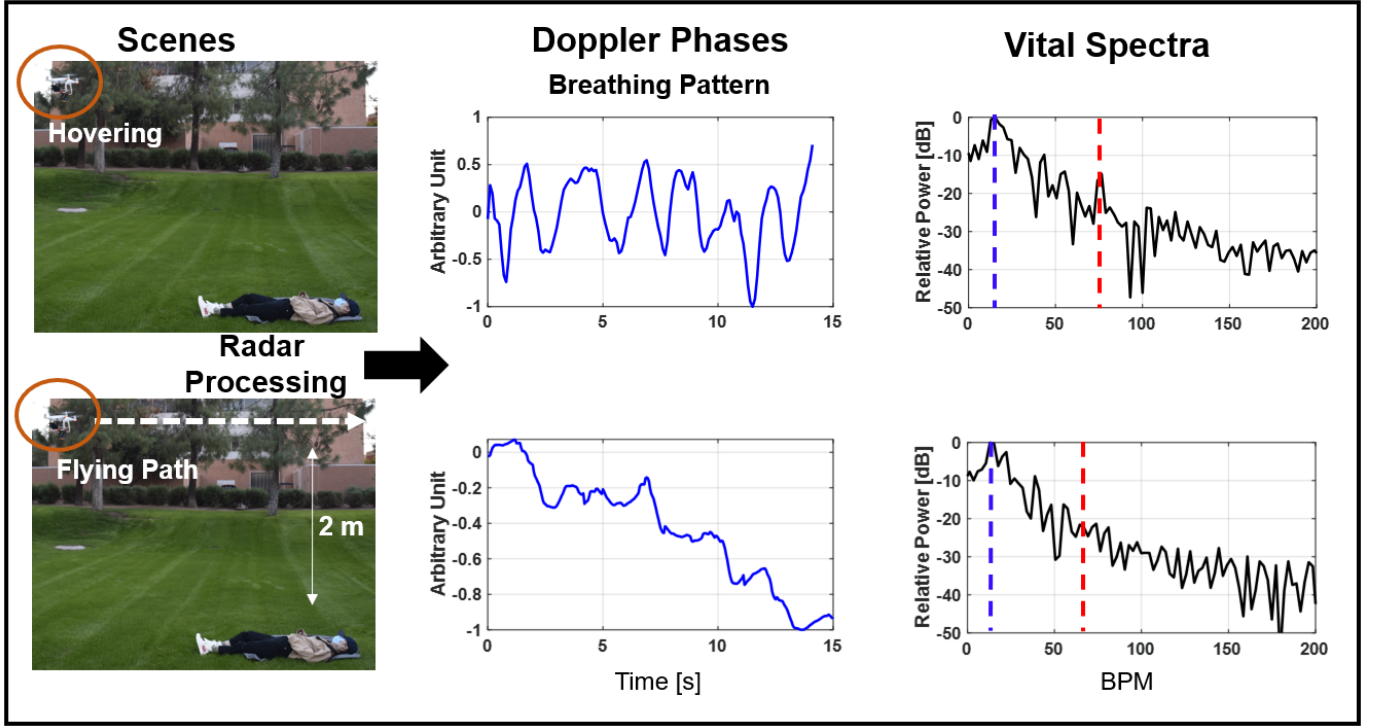 Scenes
Doppler Phases
Vital Spectra
Breathing Pattern
Hovering
Arbitrary Unit
1
0.5
0
-0.5
-1
0
5
10
15
Relative Power [dB]
0
-10
-20
-30
-40
-50
0
50
100
150
200
Radar
Processing
Flying Path
2 m
Arbitrary Unit
0
-0.2
-0.4
-0.6
-0.8
-1
0
5
10
15
Time [s]
Relative Power [dB]
0
-10
-20
-30
-40
-50
0
50
100
150
200
BPM